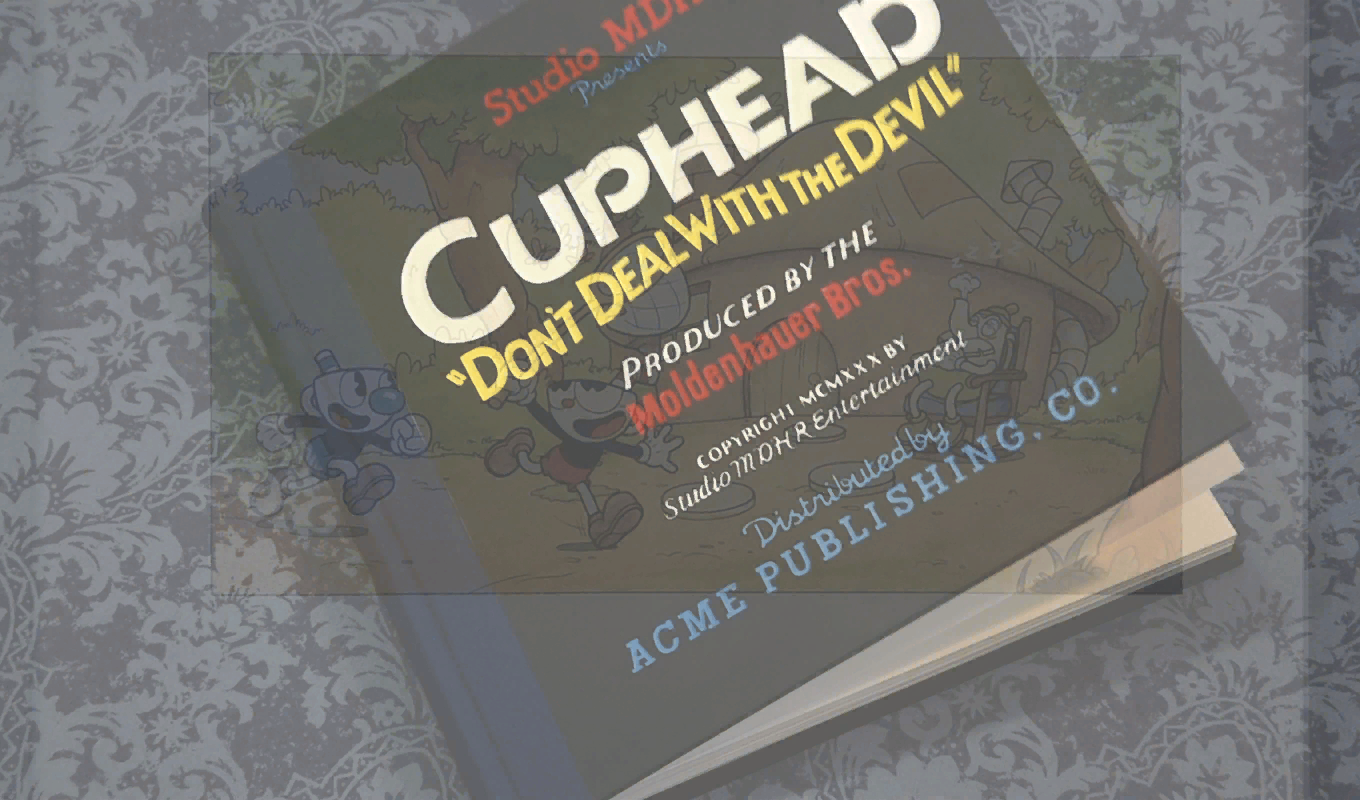 Studio MDHR
Presents
CUPHEAD
"DON'T DEAL WITH THE DEVIL"
PRODUCED BY THE
Moldenhauer Bros.
COPYRIGHT MCMXXX BY
Studio MDHR Entertainment
Distributed by
ACME PUBLISHING. CO.
z z z z